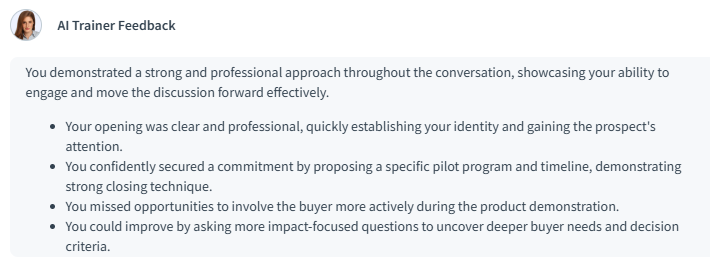 AI Trainer Feedback
You demonstrated a strong and professional approach throughout the conversation, showcasing your ability to
engage and move the discussion forward effectively.
• Your opening was clear and professional, quickly establishing your identity and gaining the prospect's
attention.
• You confidently secured a commitment by proposing a specific pilot program and timeline, demonstrating
strong closing technique.
• You missed opportunities to involve the buyer more actively during the product demonstration.
• You could improve by asking more impact-focused questions to uncover deeper buyer needs and decision
criteria.